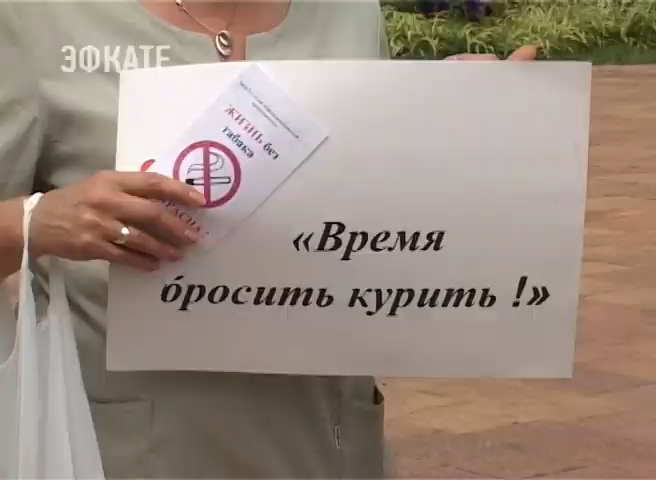 ЭФКАТЕ
ЖИЗНЬ без
табака
«Время
бросить курить !»